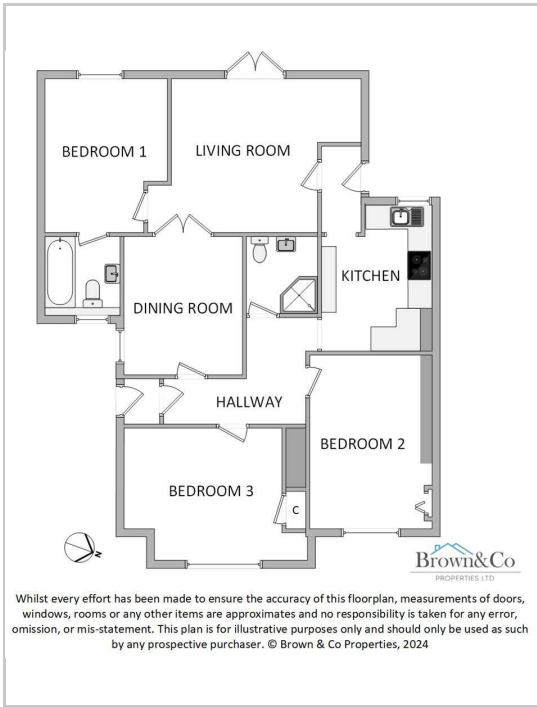 BEDROOM 1
LIVING ROOM
KITCHEN
DINING ROOM
HALLWAY
BEDROOM 2
BEDROOM 3
C
N
Brown&Co
PROPERTIES LTD
Whilst every effort has been made to ensure the accuracy of this floorplan, measurements of doors,
windows, rooms or any other items are approximates and no responsibility is taken for any error,
omission, or mis-statement. This plan is for illustrative purposes only and should only be used as such
by any prospective purchaser. © Brown & Co Properties, 2024